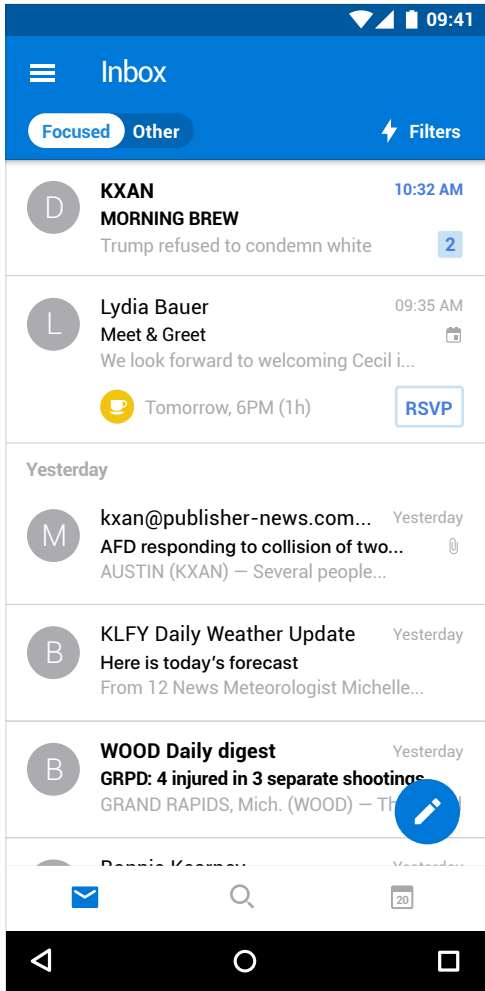 09:41
Inbox
Focused Other Filters
D KXAN 10:32 AM
MORNING BREW
Trump refused to condemn white 2
L Lydia Bauer 09:35 AM
Meet & Greet
We look forward to welcoming Cecil i...
Tomorrow, 6PM (1h) RSVP
Yesterday
M kxan@publisher-news.com... Yesterday
AFD responding to collision of two...
AUSTIN (KXAN) — Several people...
B KLFY Daily Weather Update Yesterday
Here is today's forecast
From 12 News Meteorologist Michelle...
B WOOD Daily digest Yesterday
GRPD: 4 injured in 3 separate shootings
GRAND RAPIDS, Mich. (WOOD) —
20